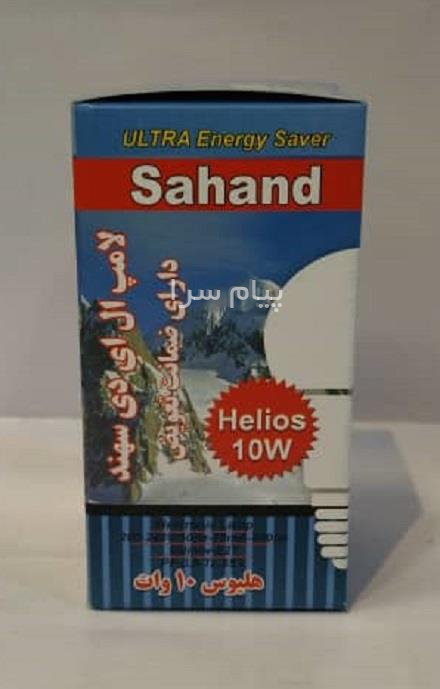 ULTRA Energy Saver
Sahand
لامپ ال ای دی سهند
دارای ضمانت تعویض
پیام سرا
Helios
10W
هلیوس ۱۰ وات